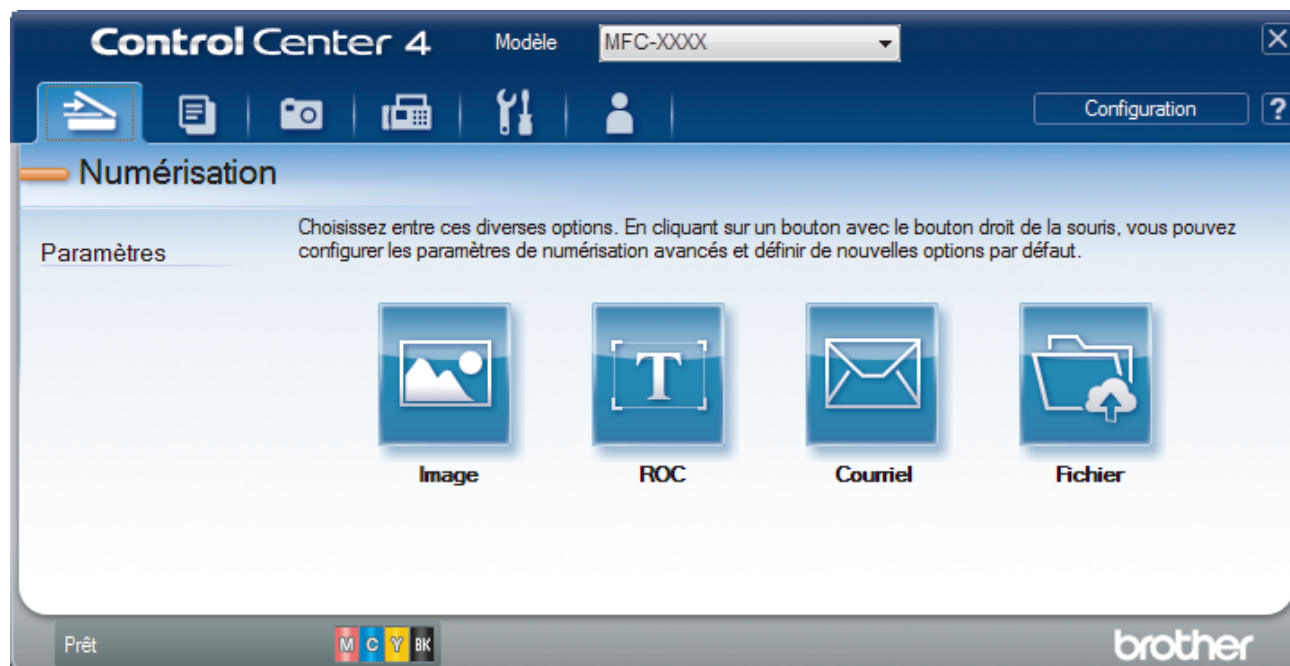 ControlCenter 4 Modèle MFC-XXXX
Configuration ?
Numérisation
Paramètres
Choisissez entre ces diverses options. En cliquant sur un bouton avec le bouton droit de la souris, vous pouvez
configurer les paramètres de numérisation avancés et définir de nouvelles options par défaut.
T
Image ROC Courriel Fichier
Prêt M C Y BK brother